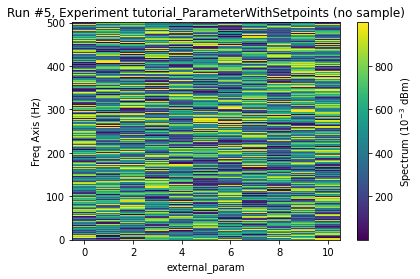 Run #5, Experiment tutorial_ParameterWithSetpoints (no sample)
500
400
300
200
100
0
Freq Axis (Hz)
0 2 4 6 8 10
external_param
800
600
400
200
Spectrum (10⁻³ dBm)